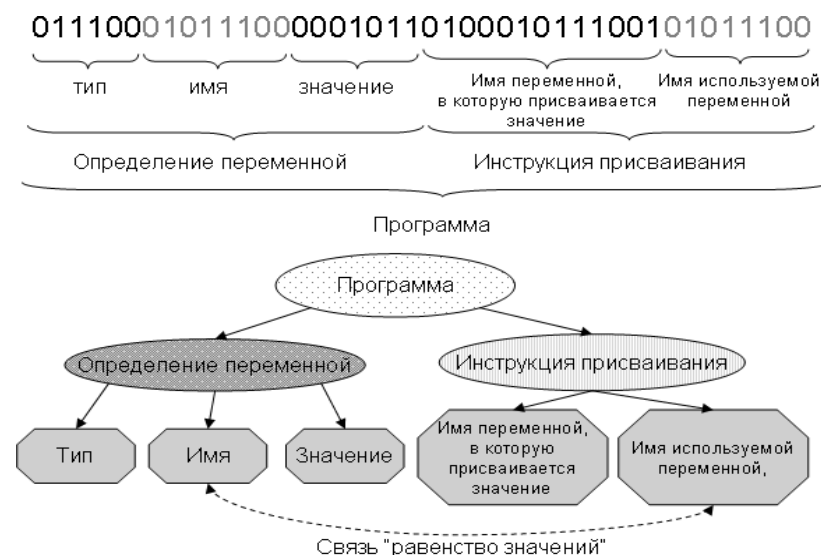 011100010111000001011010001011100101011100
тип имя значение Имя переменной, Имя используемой
в которую присваивается переменной
значение
Определение переменной Инструкция присваивания
Программа
Программа
Определение переменной Инструкция присваивания
Тип Имя Значение
Имя переменной,
в которую
присваивается
значение
Имя используемой
переменной,
Связь "равенство значений"